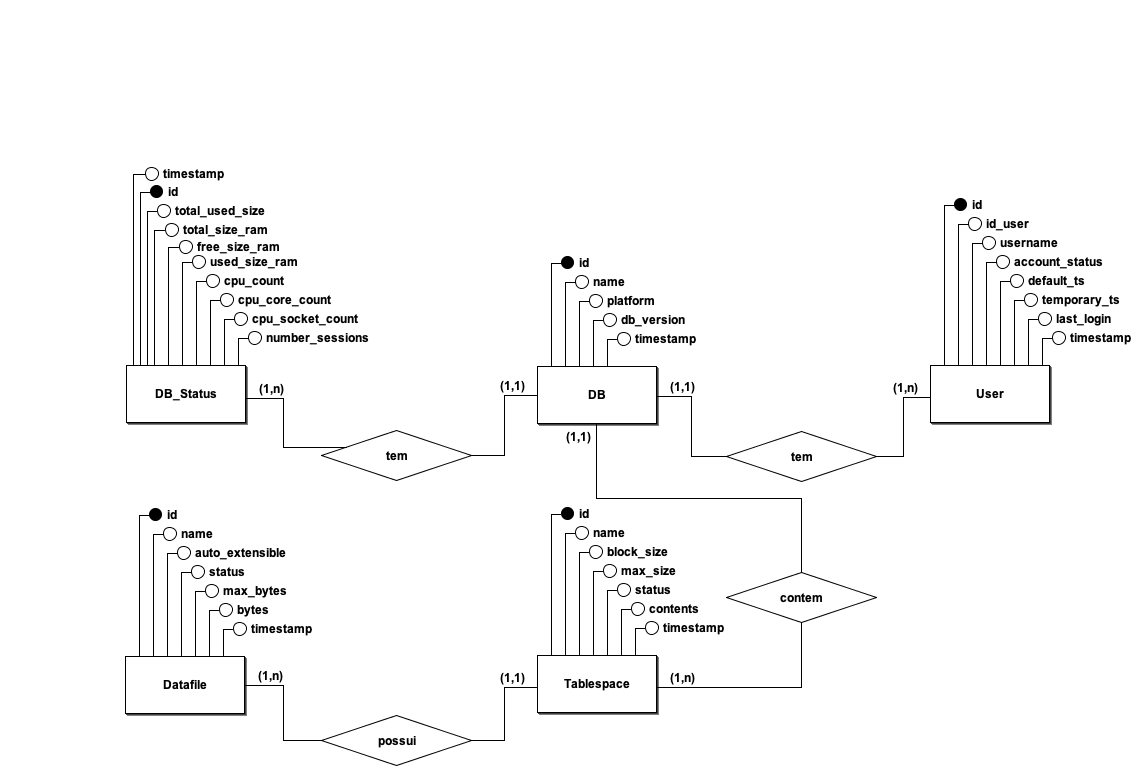 timestamp
id
total_used_size
total_size_ram
free_size_ram
used_size_ram
cpu_count
cpu_core_count
cpu_socket_count
number_sessions
DB_Status
(1,n)
tem
(1,1)
id
name
platform
db_version
timestamp
DB
(1,1)
(1,1)
tem
(1,n)
id
id_user
username
account_status
default_ts
temporary_ts
last_login
timestamp
User
id
name
auto_extensible
status
max_bytes
bytes
timestamp
Datafile
(1,n)
possui
(1,1)
id
name
block_size
max_size
status
contents
timestamp
Tablespace
(1,n)
contem